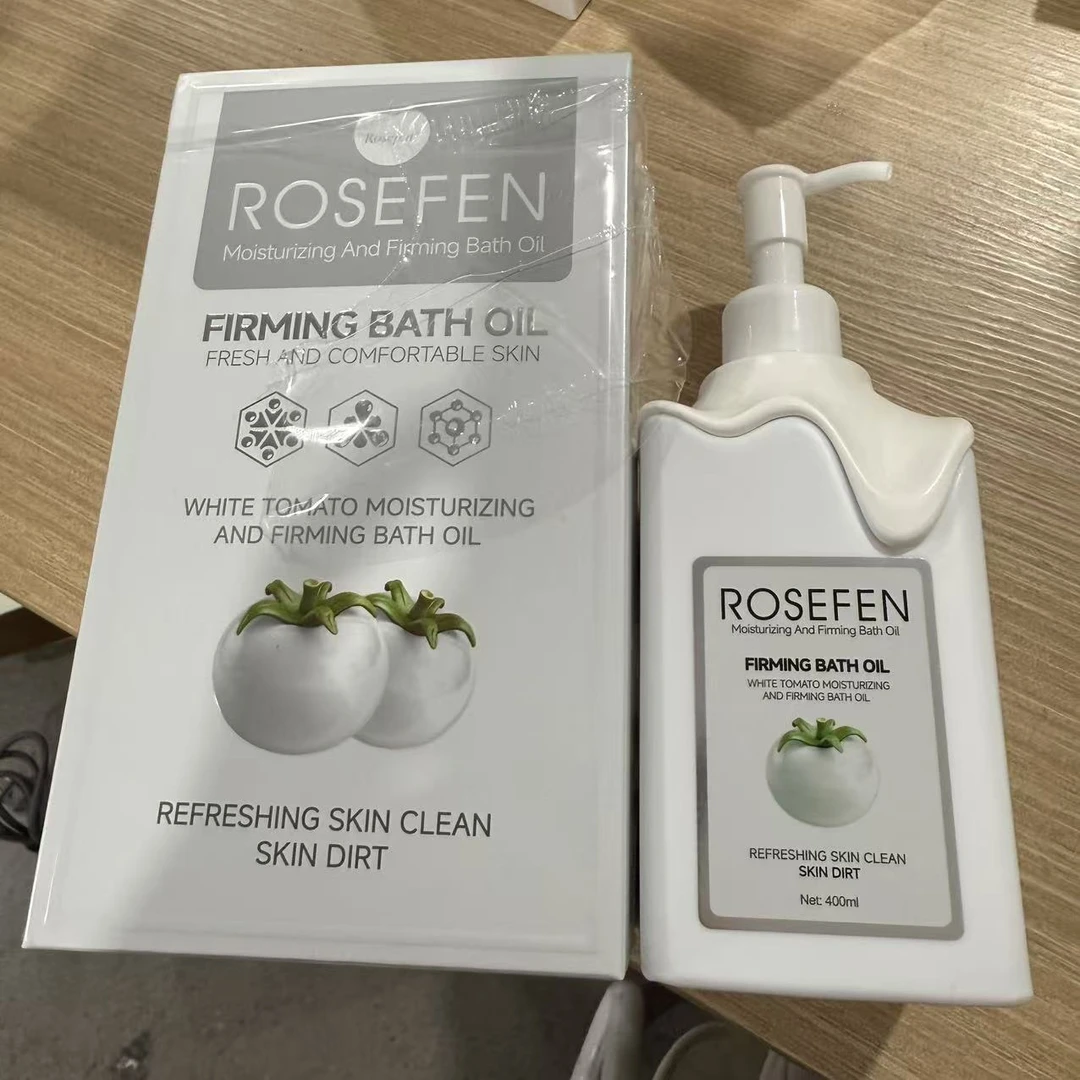 Rosefen
ROSEFEN
Moisturizing And Firming Bath Oil
FIRMING BATH OIL
FRESH AND COMFORTABLE SKIN
WHITE TOMATO MOISTURIZING
AND FIRMING BATH OIL
REFRESHING SKIN CLEAN
SKIN DIRT
ROSEFEN
Moisturizing And Firming Bath Oil
FIRMING BATH OIL
WHITE TOMATO MOISTURIZING
AND FIRMING BATH OIL
REFRESHING SKIN CLEAN
SKIN DIRT
Net: 400ml